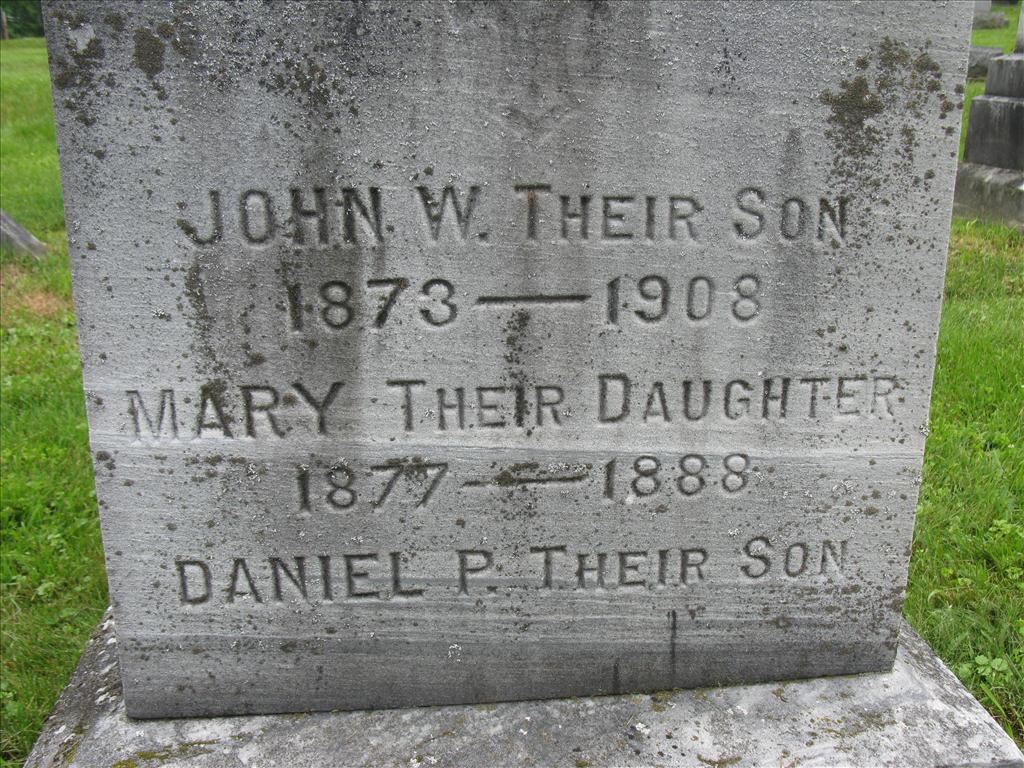 JOHN W. THEIR SON
1873 — 1908
MARY THEIR DAUGHTER
1877 — 1888
DANIEL P. THEIR SON